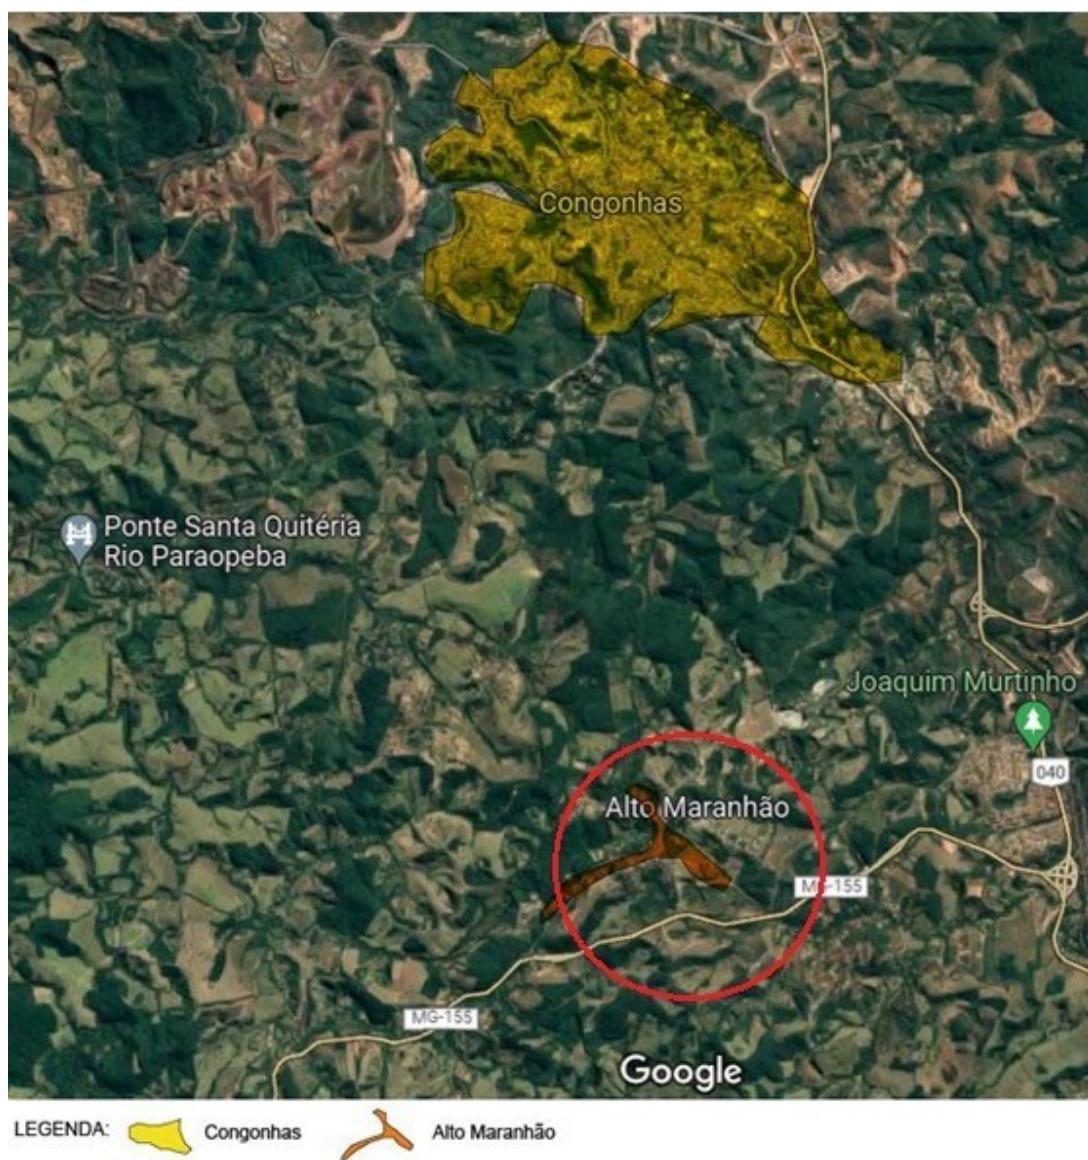 Congonhas
Ponte Santa Quitéria
Rio Paraopeba
Joaquim Murtinho
040
Alto Maranhão
MG-155
MG-155
Google
LEGENDA:
Congonhas
Alto Maranhão